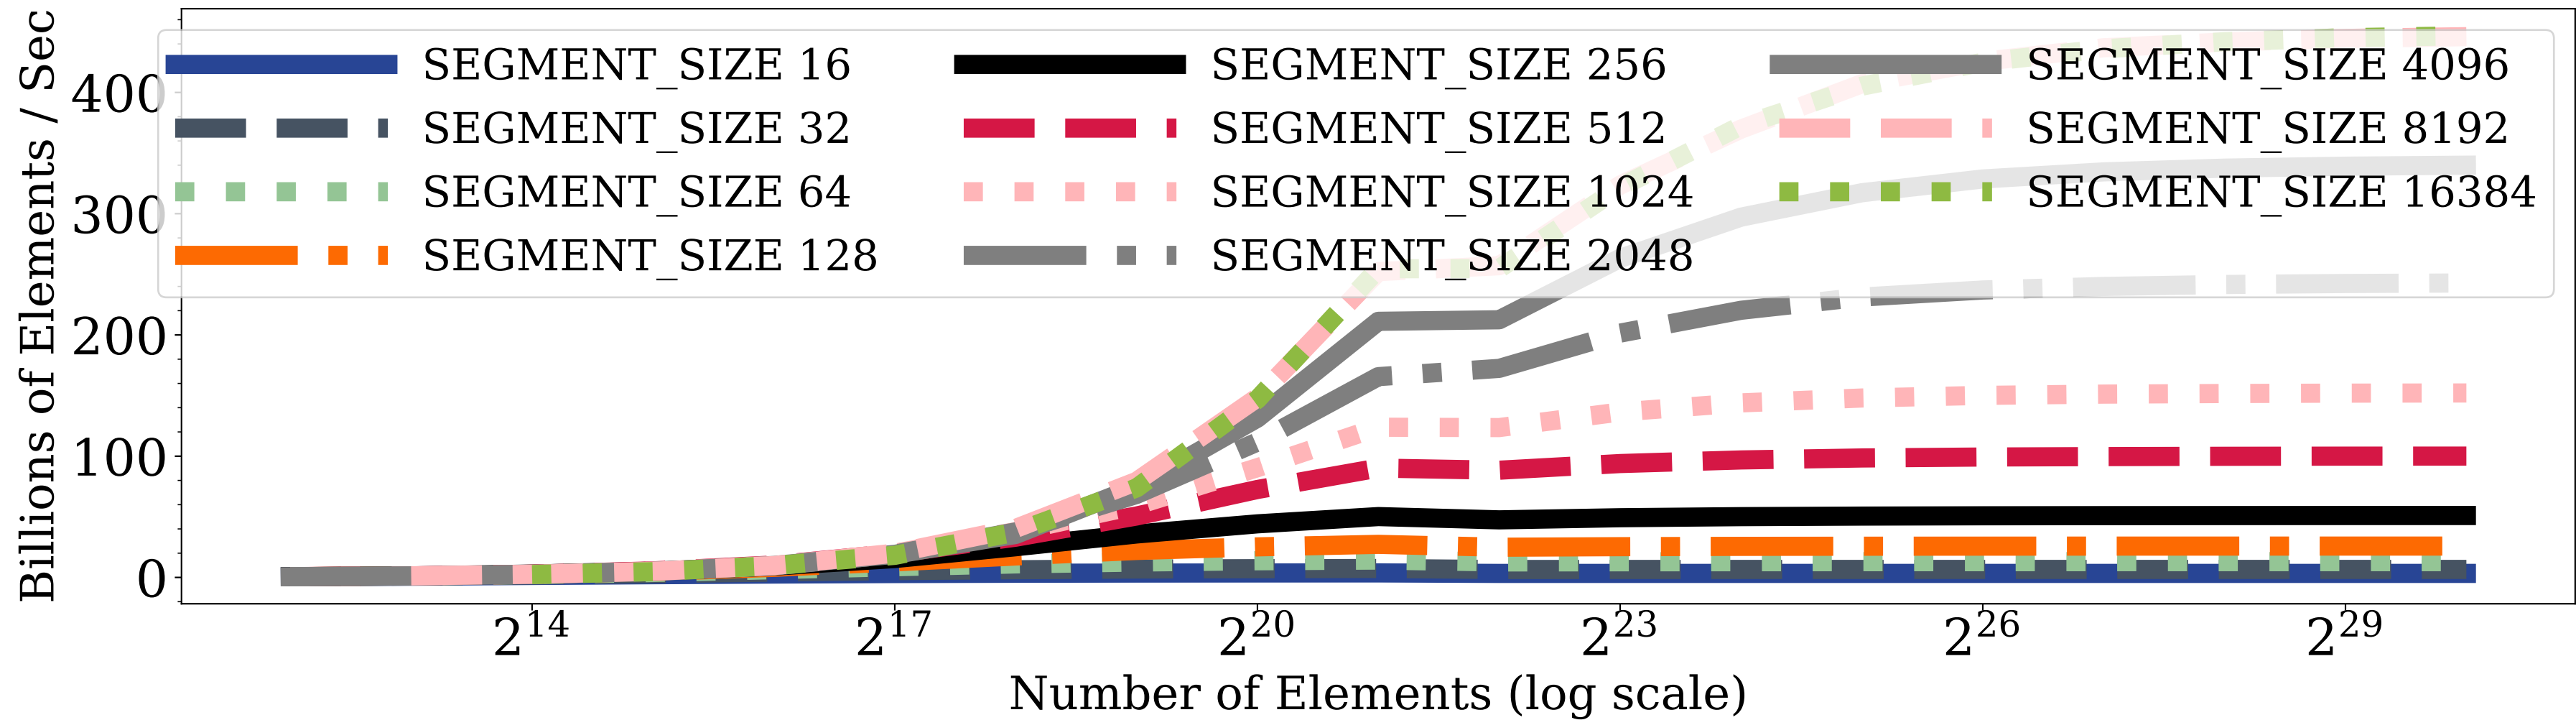 Billions of Elements / Sec
400
300
200
100
0
SEGMENT_SIZE 16
SEGMENT_SIZE 32
SEGMENT_SIZE 64
SEGMENT_SIZE 128
SEGMENT_SIZE 256
SEGMENT_SIZE 512
SEGMENT_SIZE 1024
SEGMENT_SIZE 2048
SEGMENT_SIZE 4096
SEGMENT_SIZE 8192
SEGMENT_SIZE 16384
2^14 2^17 2^20 2^23 2^26 2^29
Number of Elements (log scale)